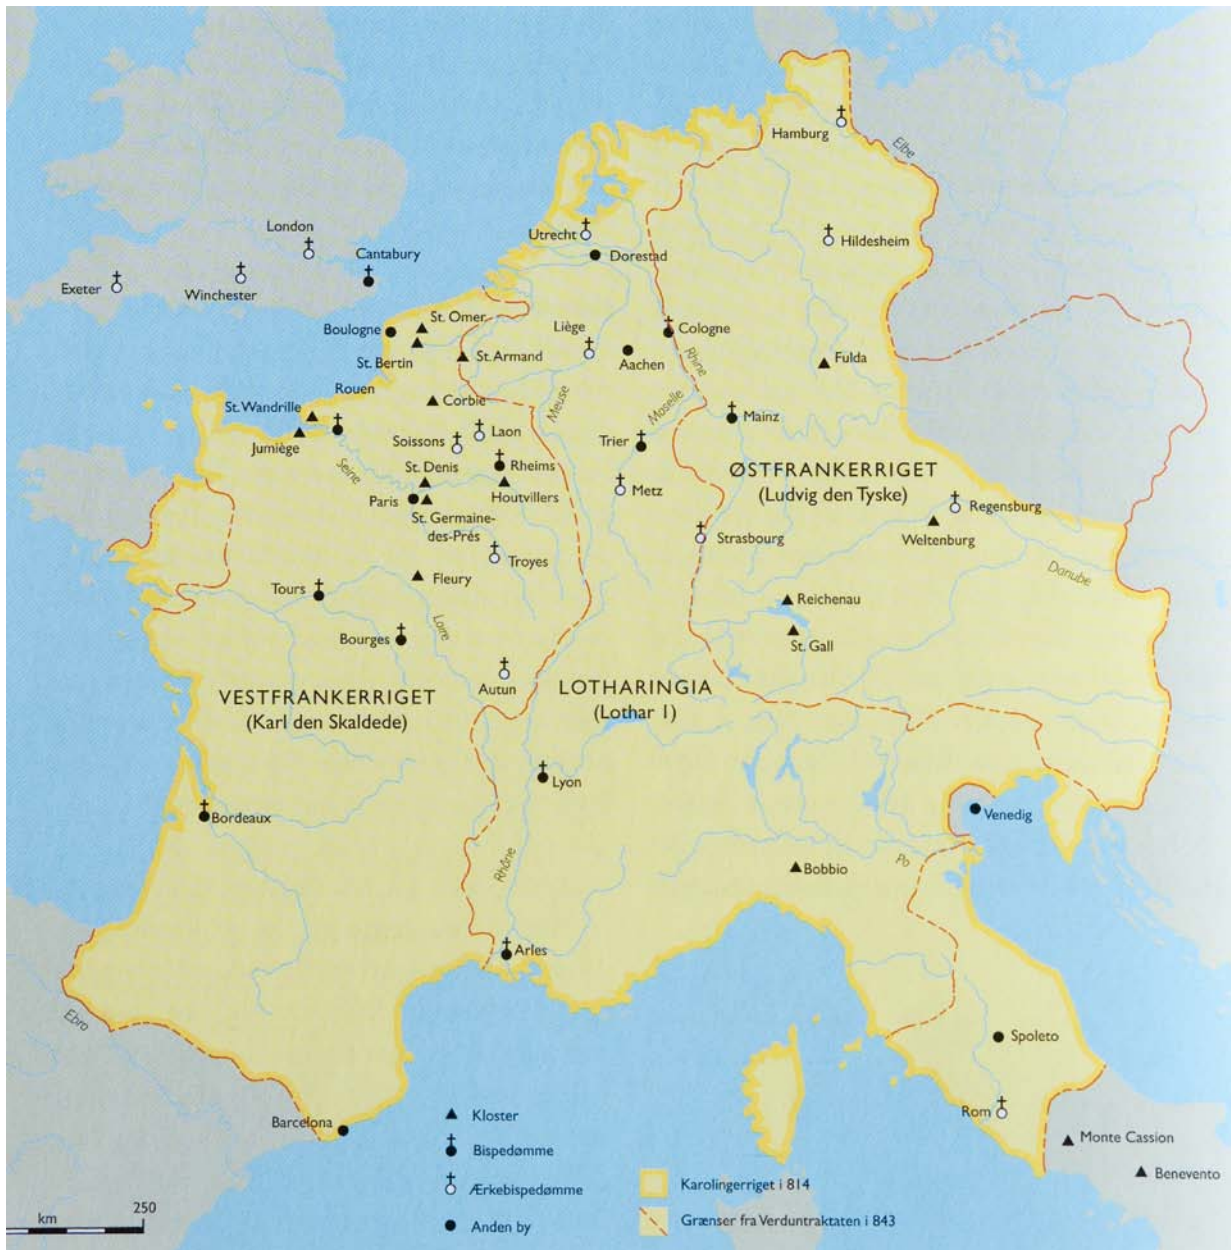 Hamburg
Elbe
Utrecht
Hildesheim
London
Dorestad
Cantabury
Exeter
Winchester
St. Omer
Boulogne
Liège
Cologne
St. Bertin
St. Armand
Aachen
Rhine
Fulda
Rouen
St. Wandrille
Corbie
Meuse
Moselle
Mainz
Jumiège
Soissons
Laon
Trier
Seine
St. Denis
Rheims
ØSTFRANKERRIGET
(Ludvig den Tyske)
Paris
Houtvillers
Metz
St. Germaine-
des-Prés
Regensburg
Strasbourg
Weltenburg
Troyes
Danube
Fleury
Tours
Reichenau
Loire
Bourges
St. Gall
Autun
LOTHARINGIA
(Lothar I)
VESTFRANKERRIGET
(Karl den Skaldede)
Lyon
Bordeaux
Venedig
Rhône
Po
Bobbio
Arles
Ebro
Spoleto
Barcelona
Rom
Monte Cassion
Benevento
Kloster
Bispedømme
Ærkebispedømme
Anden by
Karolingerriget i 814
Grænser fra Verduntraktaten i 843
km
250